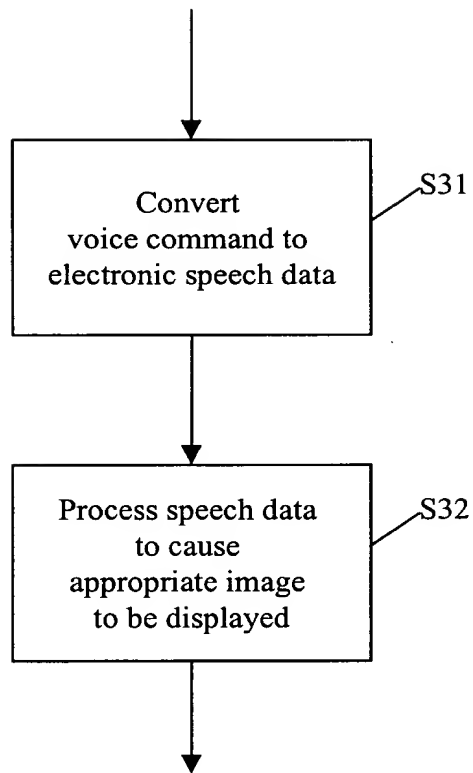 Convert
voice command to
electronic speech data
S31
Process speech data
to cause
appropriate image
to be displayed
S32